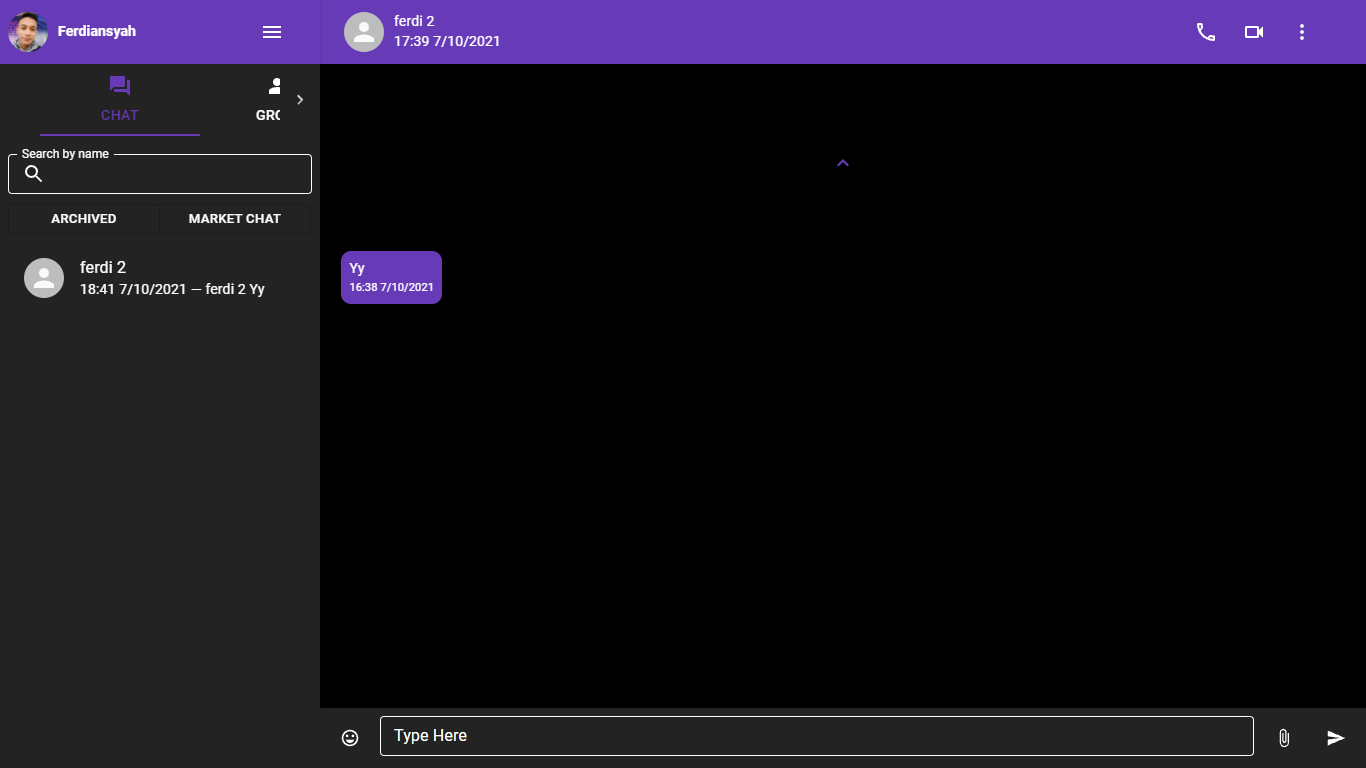 Ferdiansyah
ferdi 2
17:39 7/10/2021
CHAT
Search by name
ARCHIVED
MARKET CHAT
ferdi 2
18:41 7/10/2021 — ferdi 2 Yy
Yy
16:38 7/10/2021
Type Here